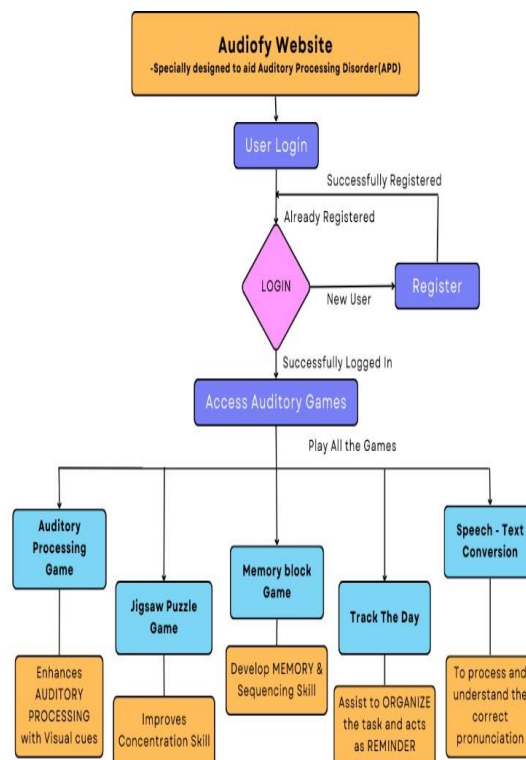 Audiofy Website
-Specially designed to aid Auditory Processing Disorder(APD)
User Login
Successfully Registered
Already Registered
LOGIN
New User
Register
Successfully Logged In
Access Auditory Games
Play All the Games
Auditory
Processing
Game
Jigsaw Puzzle
Game
Memory block
Game
Track The Day
Speech - Text
Conversion
Enhances
AUDITORY
PROCESSING
with Visual cues
Improves
Concentration Skill
Develop MEMORY &
Sequencing Skill
Assist to ORGANIZE
the task and acts
as REMINDER
To process and
understand the
correct
pronunciation